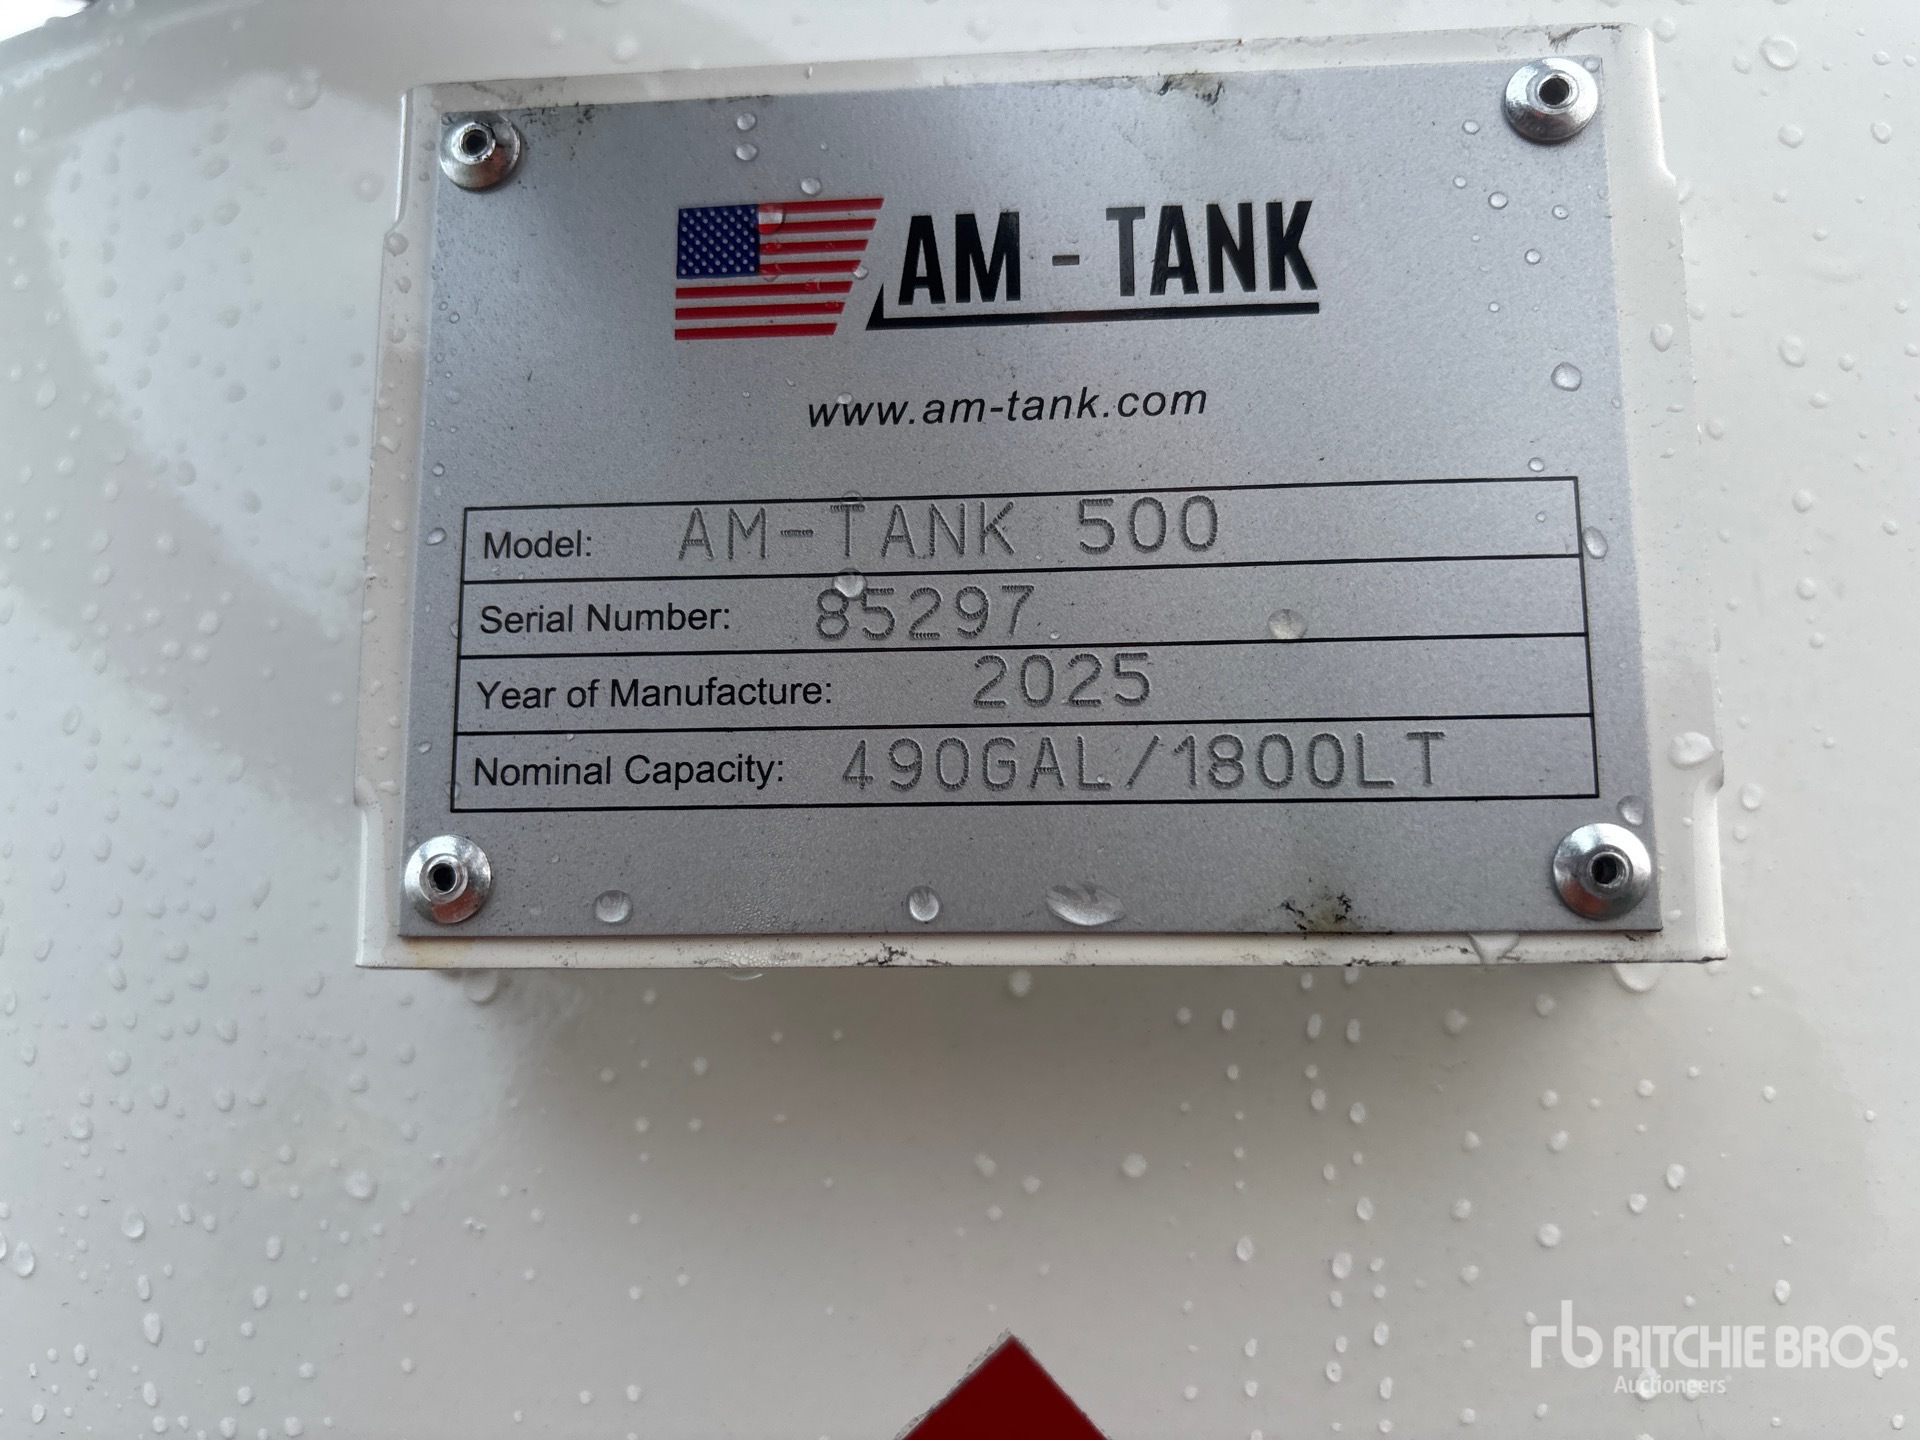 AM - TANK
www.am-tank.com
Model: AM-TANK 500
Serial Number: 85297
Year of Manufacture: 2025
Nominal Capacity: 490GAL/1800LT
rb RITCHIE BROS.
Auctioneers